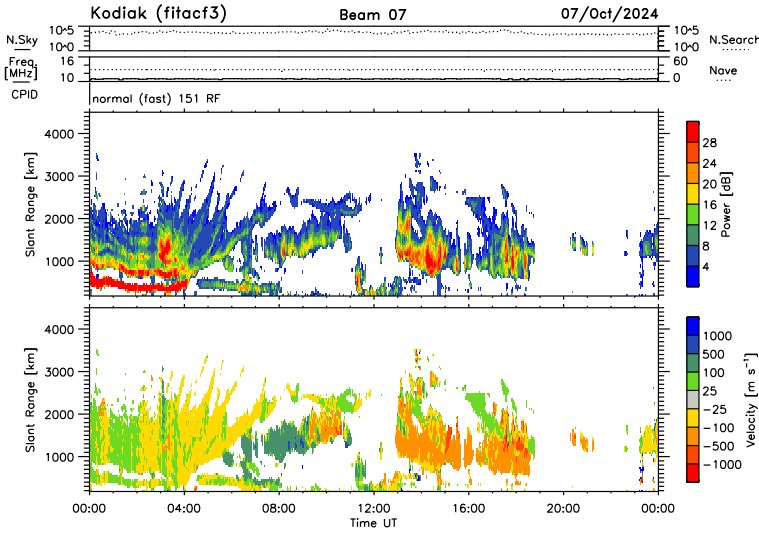 Kodiak (fitacf3) Beam 07 07/Oct/2024
N.Sky 10^5 10^0 10^5 10^0 N.Search
Freq. [MHz] 16 10 60 0 Nave
CPID normal (fast) 151 RF
Slant Range [km] 4000 3000 2000 1000
28 24 20 16 12 8 4 Power [dB]
Slant Range [km] 4000 3000 2000 1000
1000 500 100 25 −25 −100 −500 −1000 Velocity [m s⁻¹]
00:00 04:00 08:00 12:00 16:00 20:00 00:00
Time UT